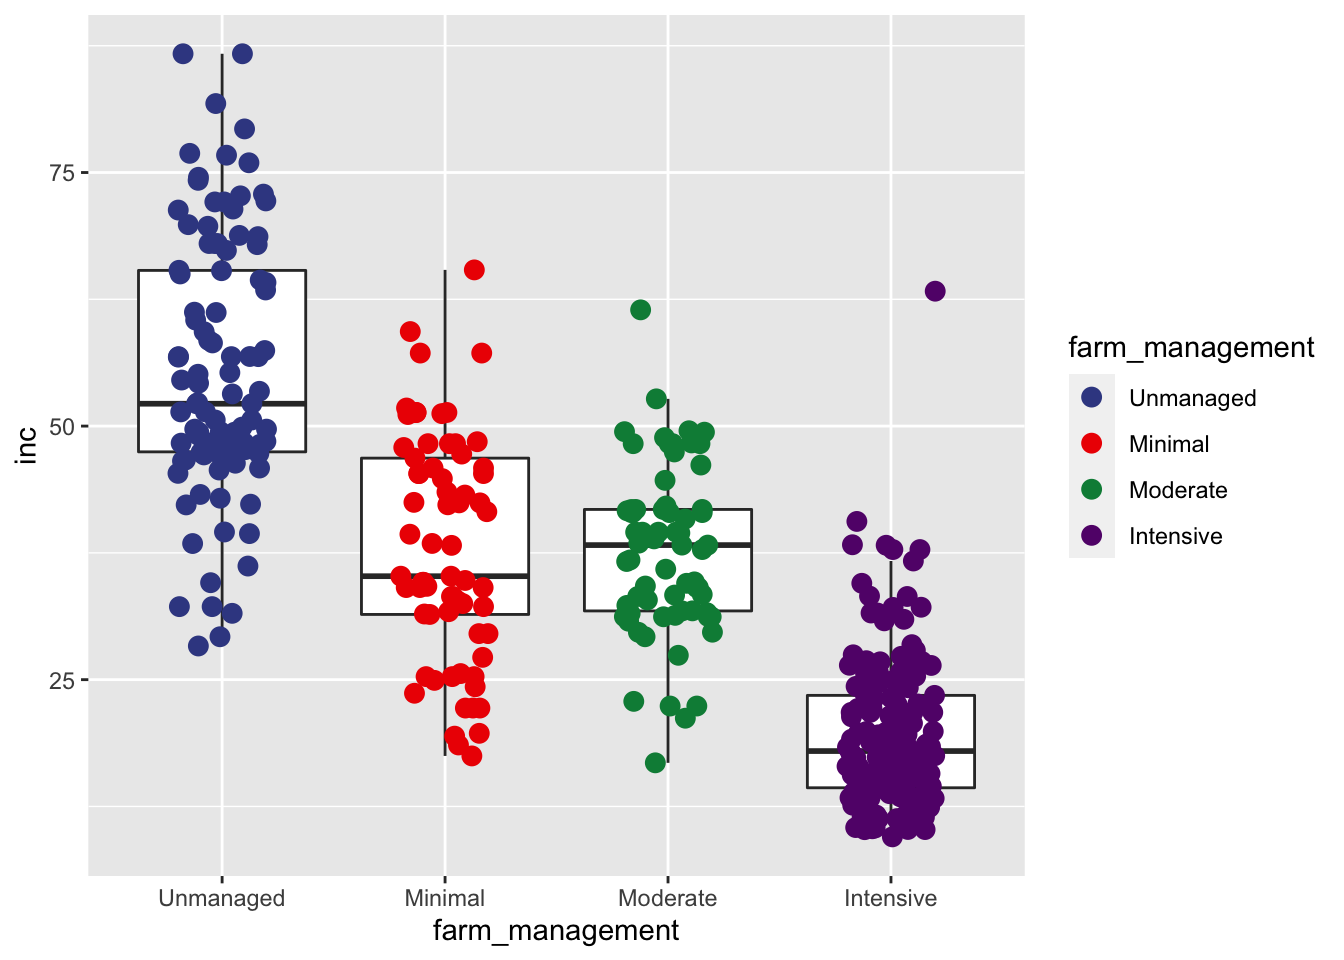 inc
75
50
25
Unmanaged
Minimal
Moderate
Intensive
farm_management
farm_management
Unmanaged
Minimal
Moderate
Intensive